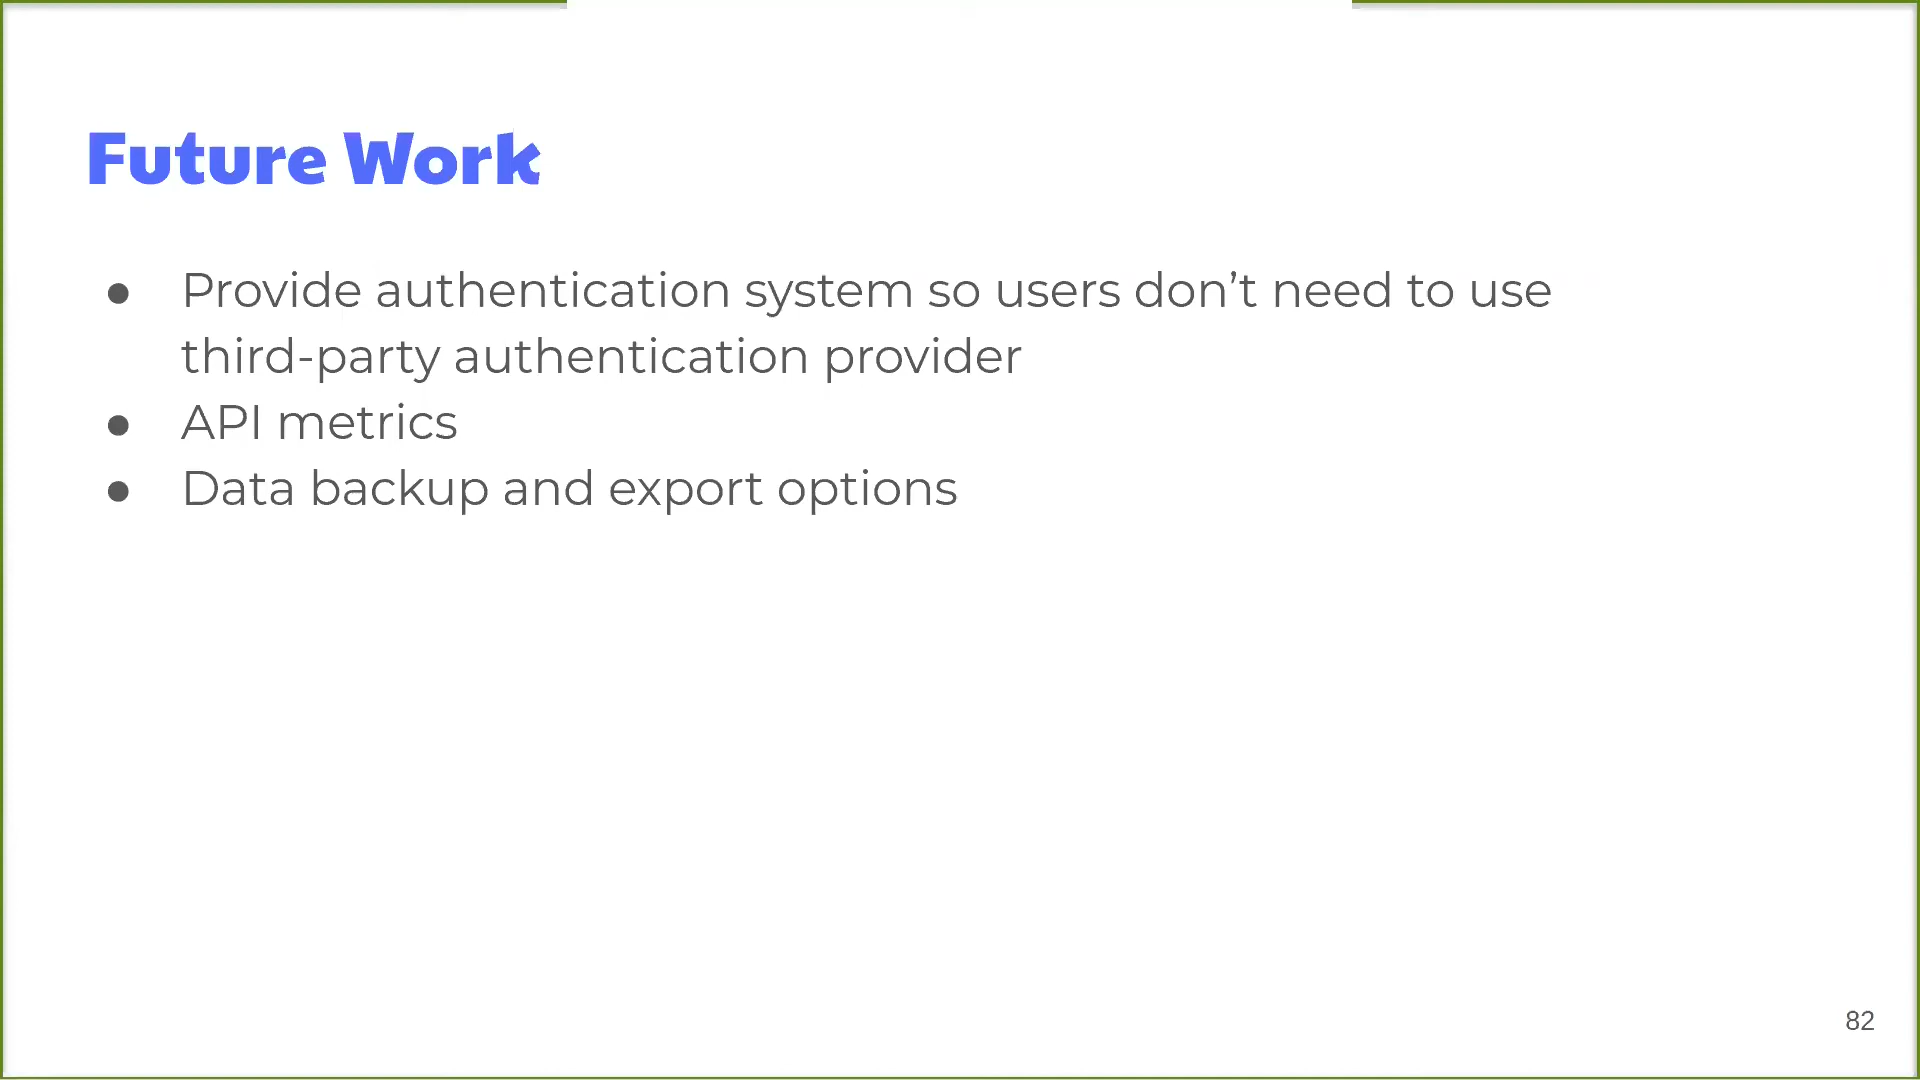 Future Work
● Provide authentication system so users don’t need to use
third-party authentication provider
● API metrics
● Data backup and export options
82